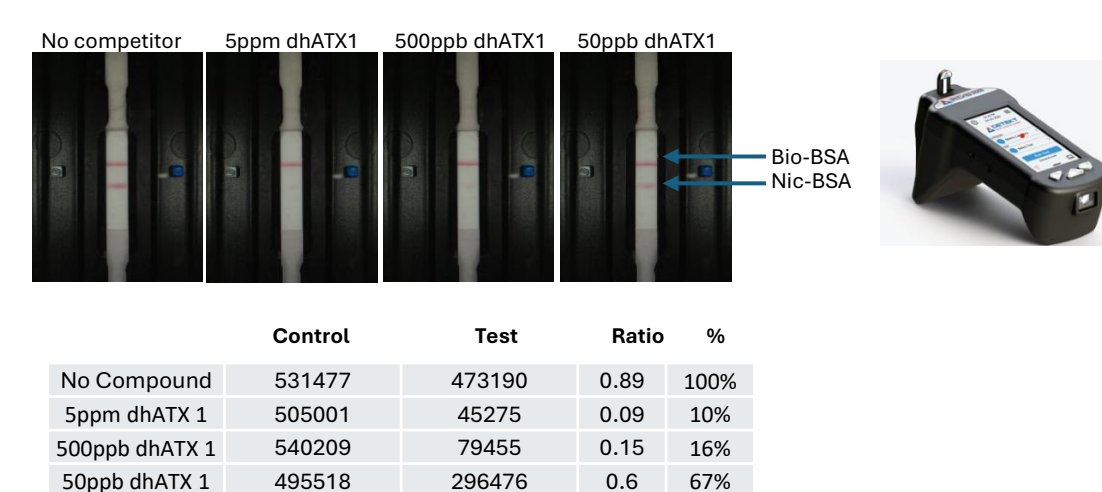 No competitor 5ppm dhATX1 500ppb dhATX1 50ppb dhATX1
Bio-BSA
Nic-BSA
DETEKT
Control Test Ratio %
No Compound 531477 473190 0.89 100%
5ppm dhATX 1 505001 45275 0.09 10%
500ppb dhATX 1 540209 79455 0.15 16%
50ppb dhATX 1 495518 296476 0.6 67%